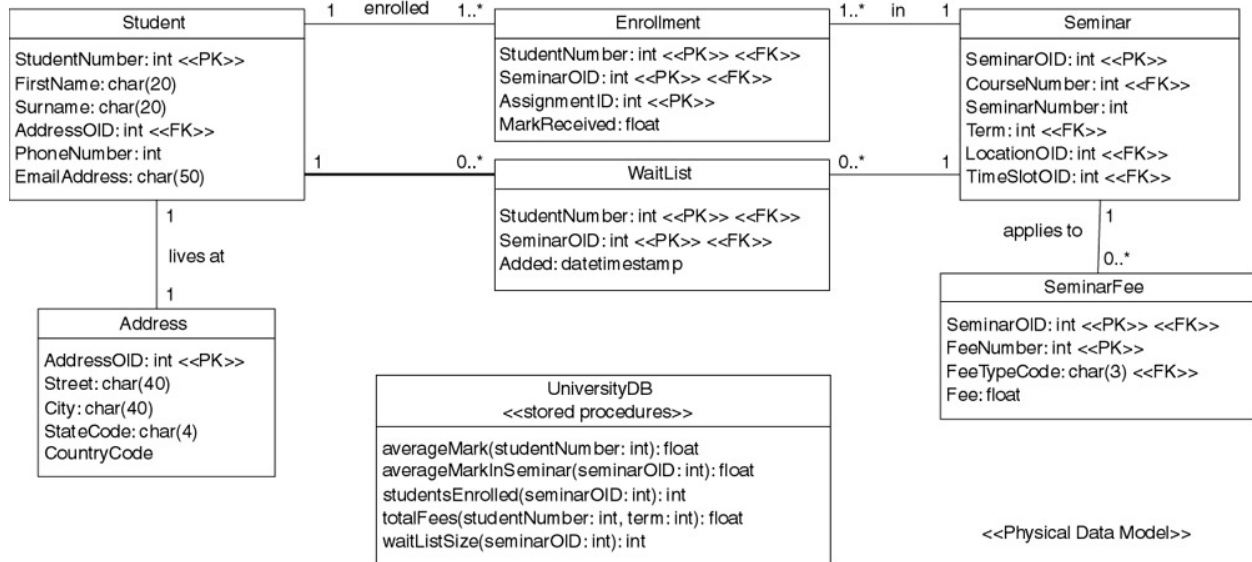 Student
StudentNumber: int <<PK>>
FirstName: char(20)
Surname: char(20)
AddressOID: int <<FK>>
PhoneNumber: int
EmailAddress: char(50)
1
enrolled
1..*
Enrollment
StudentNumber: int <<PK>> <<FK>>
SeminarOID: int <<PK>> <<FK>>
AssignmentID: int <<PK>>
MarkReceived: float
1..*
in
1
Seminar
SeminarOID: int <<PK>>
CourseNumber: int <<FK>>
SeminarNumber: int
Term: int <<FK>>
LocationOID: int <<FK>>
TimeSlotOID: int <<FK>>
1
0..*
WaitList
StudentNumber: int <<PK>> <<FK>>
SeminarOID: int <<PK>> <<FK>>
Added: datetimestamp
0..*
1
1
lives at
1
Address
AddressOID: int <<PK>>
Street: char(40)
City: char(40)
StateCode: char(4)
CountryCode
1
applies to
0..*
SeminarFee
SeminarOID: int <<PK>> <<FK>>
FeeNumber: int <<PK>>
FeeTypeCode: char(3) <<FK>>
Fee: float
UniversityDB
<<stored procedures>>
averageMark(studentNumber: int): float
averageMarkInSeminar(seminarOID: int): float
studentsEnrolled(seminarOID: int): int
totalFees(studentNumber: int, term: int): float
waitListSize(seminarOID: int): int
<<Physical Data Model>>